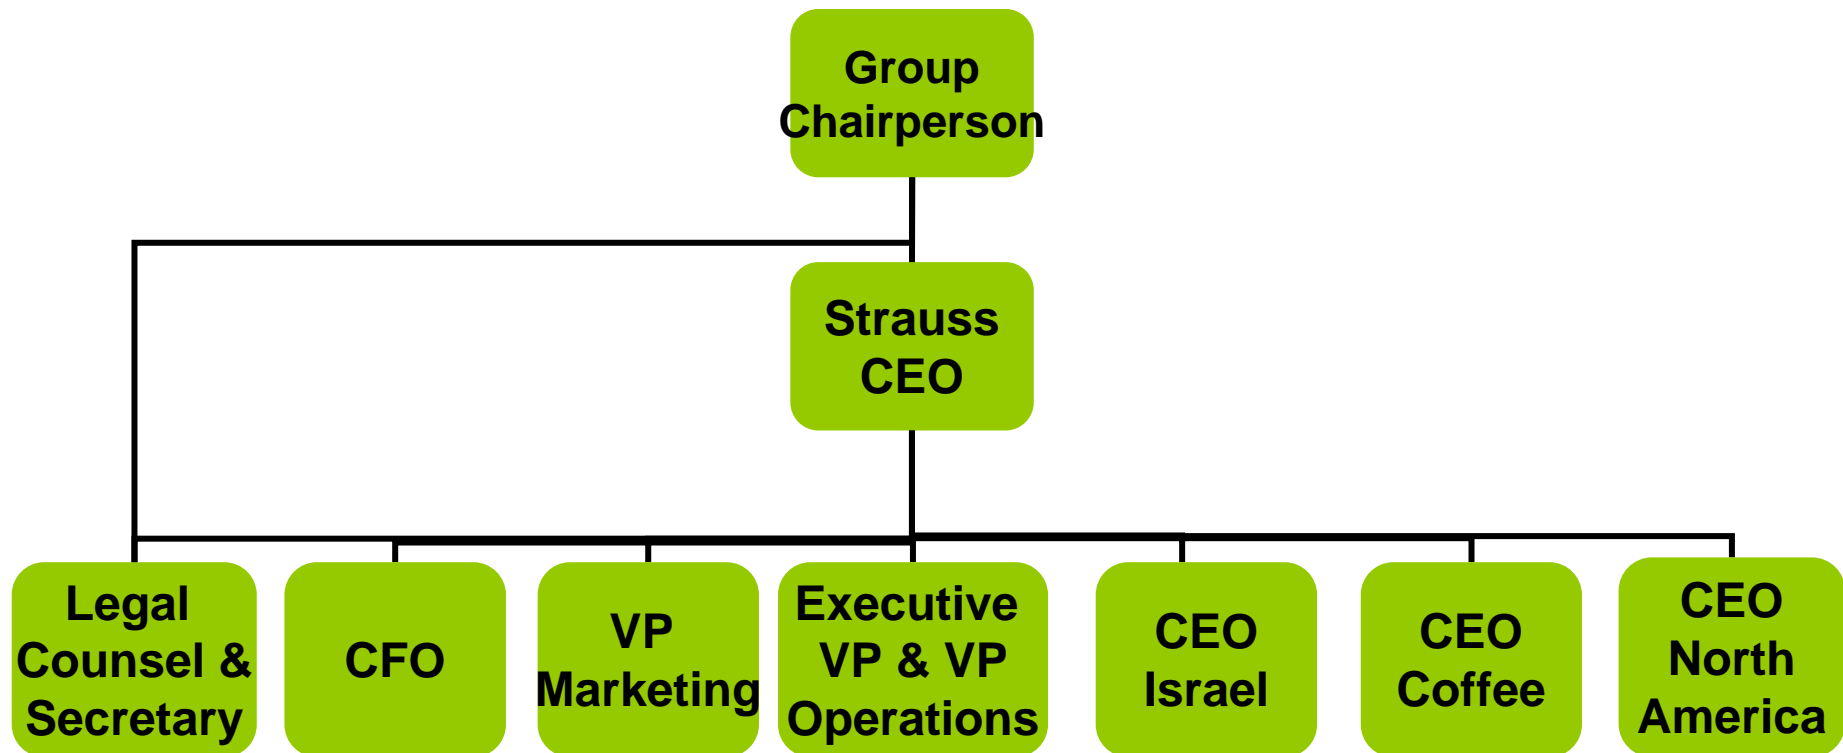 Group
Chairperson
Strauss
CEO
Legal
Counsel &
Secretary
CFO
VP
Marketing
Executive
VP & VP
Operations
CEO
Israel
CEO
Coffee
CEO
North
America